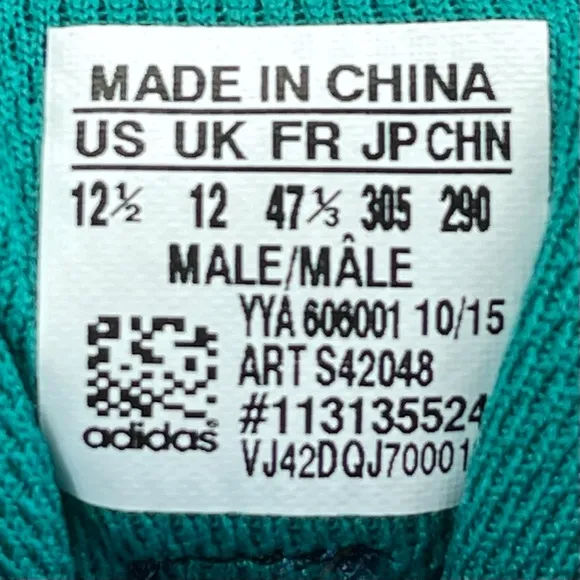 MADE IN CHINA
US UK FR JP CHN
12½ 12 47⅓ 305 290
MALE/MÂLE
YYA 606001 10/15
ART S42048
#113135524
adidas®
VJ42DQJ70001